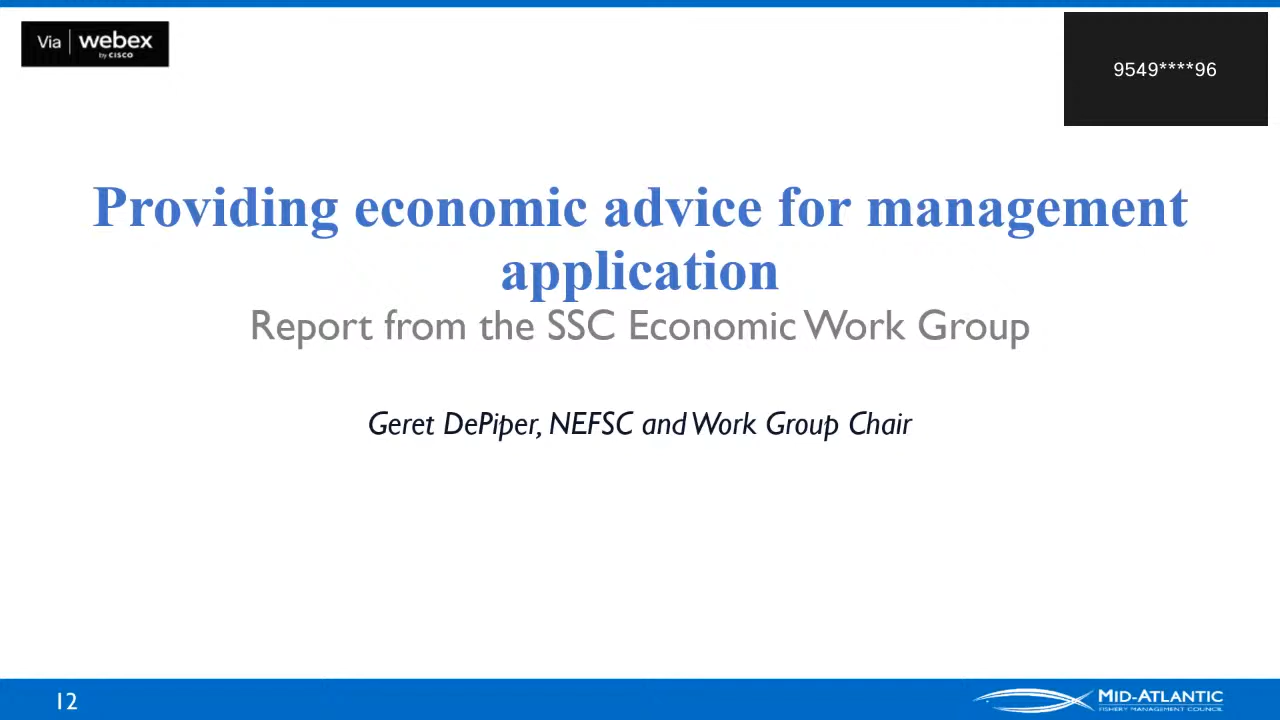 Via | webex
by CISCO
9549****96
Providing economic advice for management
application
Report from the SSC Economic Work Group
Geret DePiper, NEFSC and Work Group Chair
12
MID-ATLANTIC
FISHERY MANAGEMENT COUNCIL